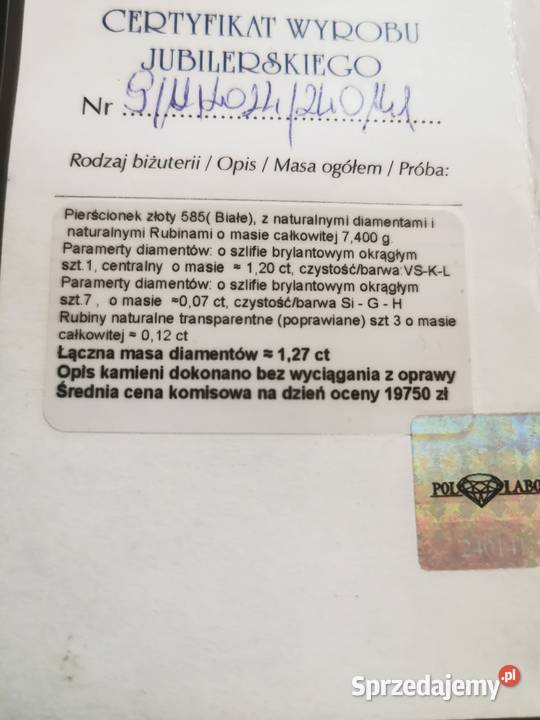 CERTYFIKAT WYROBU
JUBILERSKIEGO
Nr
Rodzaj biżuterii / Opis / Masa ogółem / Próba:
Pierścionek złoty 585( Białe), z naturalnymi diamentami i
naturalnymi Rubinami o masie całkowitej 7,400 g
Paramerty diamentów: o szlifie brylantowym okrągłym
szt.1, centralny o masie ≈ 1,20 ct, czystość/barwa:VS-K-L
Paramerty diamentów: o szlifie brylantowym okrągłym
szt.7 , o masie ≈0,07 ct, czystość/barwa Si - G - H
Rubiny naturalne transparentne (poprawiane) szt 3 o masie
całkowitej ≈ 0,12 ct
Łączna masa diamentów ≈ 1,27 ct
Opis kamieni dokonano bez wyciągania z oprawy
Średnia cena komisowa na dzień oceny 19750 zł
POL LABO
Sprzedajemy.pl